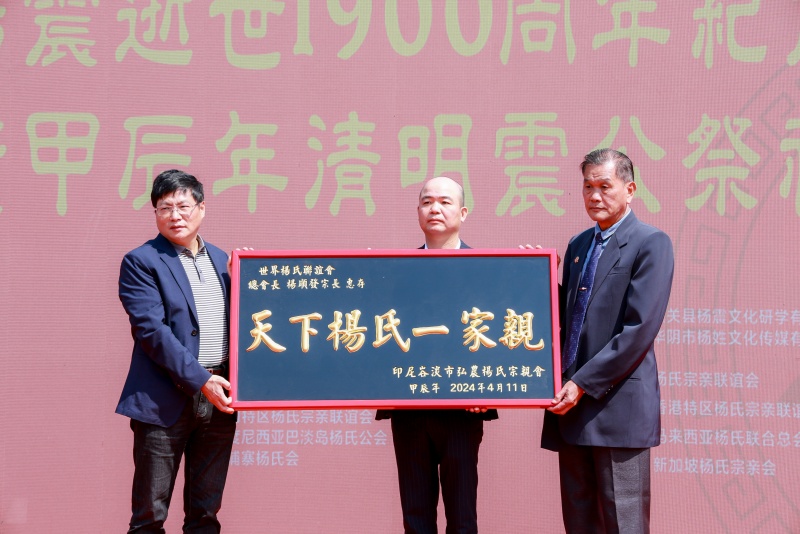 震逝世1900周年纪
甲辰年清明震公祭
世界楊氏聯誼會
總會長 楊順發宗長 惠存
天下楊氏一家親
印尼峇淡市弘農楊氏宗親會
甲辰年 2024年4月11日
关县杨震文化研学有
华阴市杨姓文化传媒有
杨氏宗亲联谊会
港特区杨氏宗亲联谊会
香港特区杨氏宗亲联
尼西亚巴淡岛杨氏公会
马来西亚杨氏联合总会
埔寨杨氏会
新加坡杨氏宗亲会